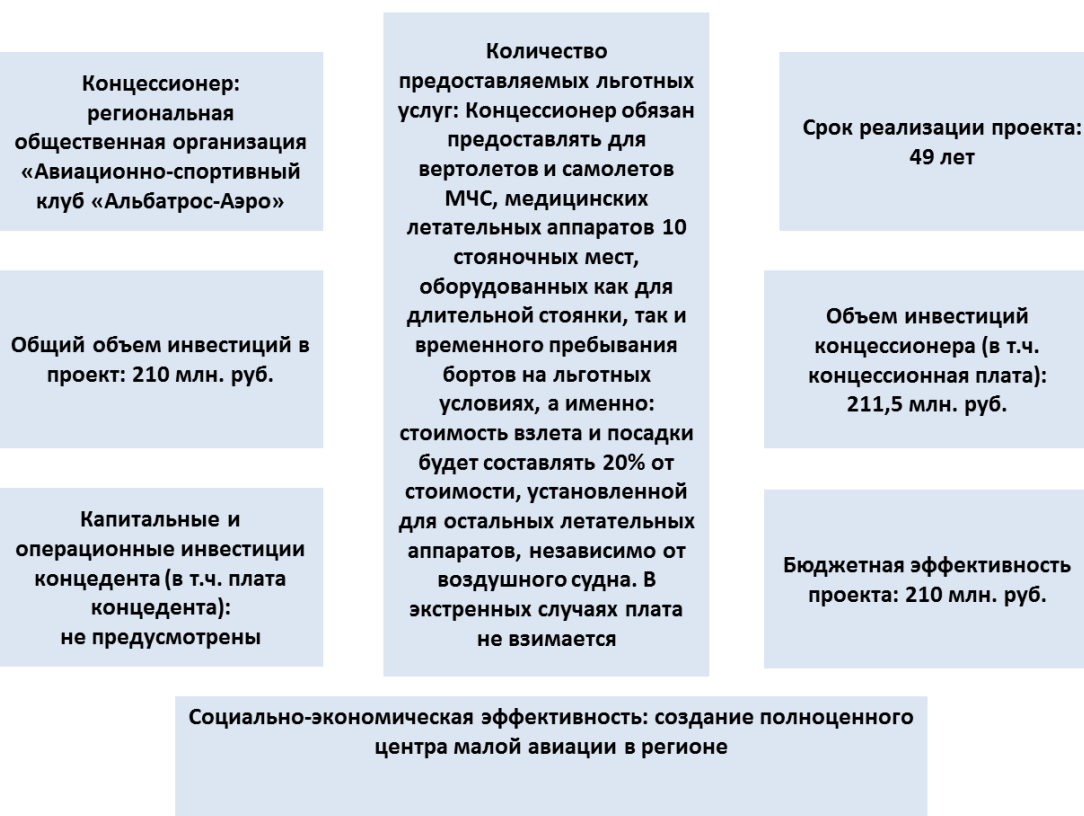 Концессионер:
региональная
общественная организация
«Авиационно-спортивный
клуб «Альбатрос-Аэро»
Общий объем инвестиций в
проект: 210 млн. руб.
Капитальные и
операционные инвестиции
концедента (в т.ч. плата
концедента):
не предусмотрены
Количество
предоставляемых льготных
услуг: Концессионер обязан
предоставлять для
вертолетов и самолетов
МЧС, медицинских
летательных аппаратов 10
стояночных мест,
оборудованных как для
длительной стоянки, так и
временного пребывания
бортов на льготных
условиях, а именно:
стоимость взлета и посадки
будет составлять 20% от
стоимости, установленной
для остальных летательных
аппаратов, независимо от
воздушного судна. В
экстренных случаях плата
не взимается
Срок реализации проекта:
49 лет
Объем инвестиций
концессионера (в т.ч.
концессионная плата):
211,5 млн. руб.
Бюджетная эффективность
проекта: 210 млн. руб.
Социально-экономическая эффективность: создание полноценного
центра малой авиации в регионе